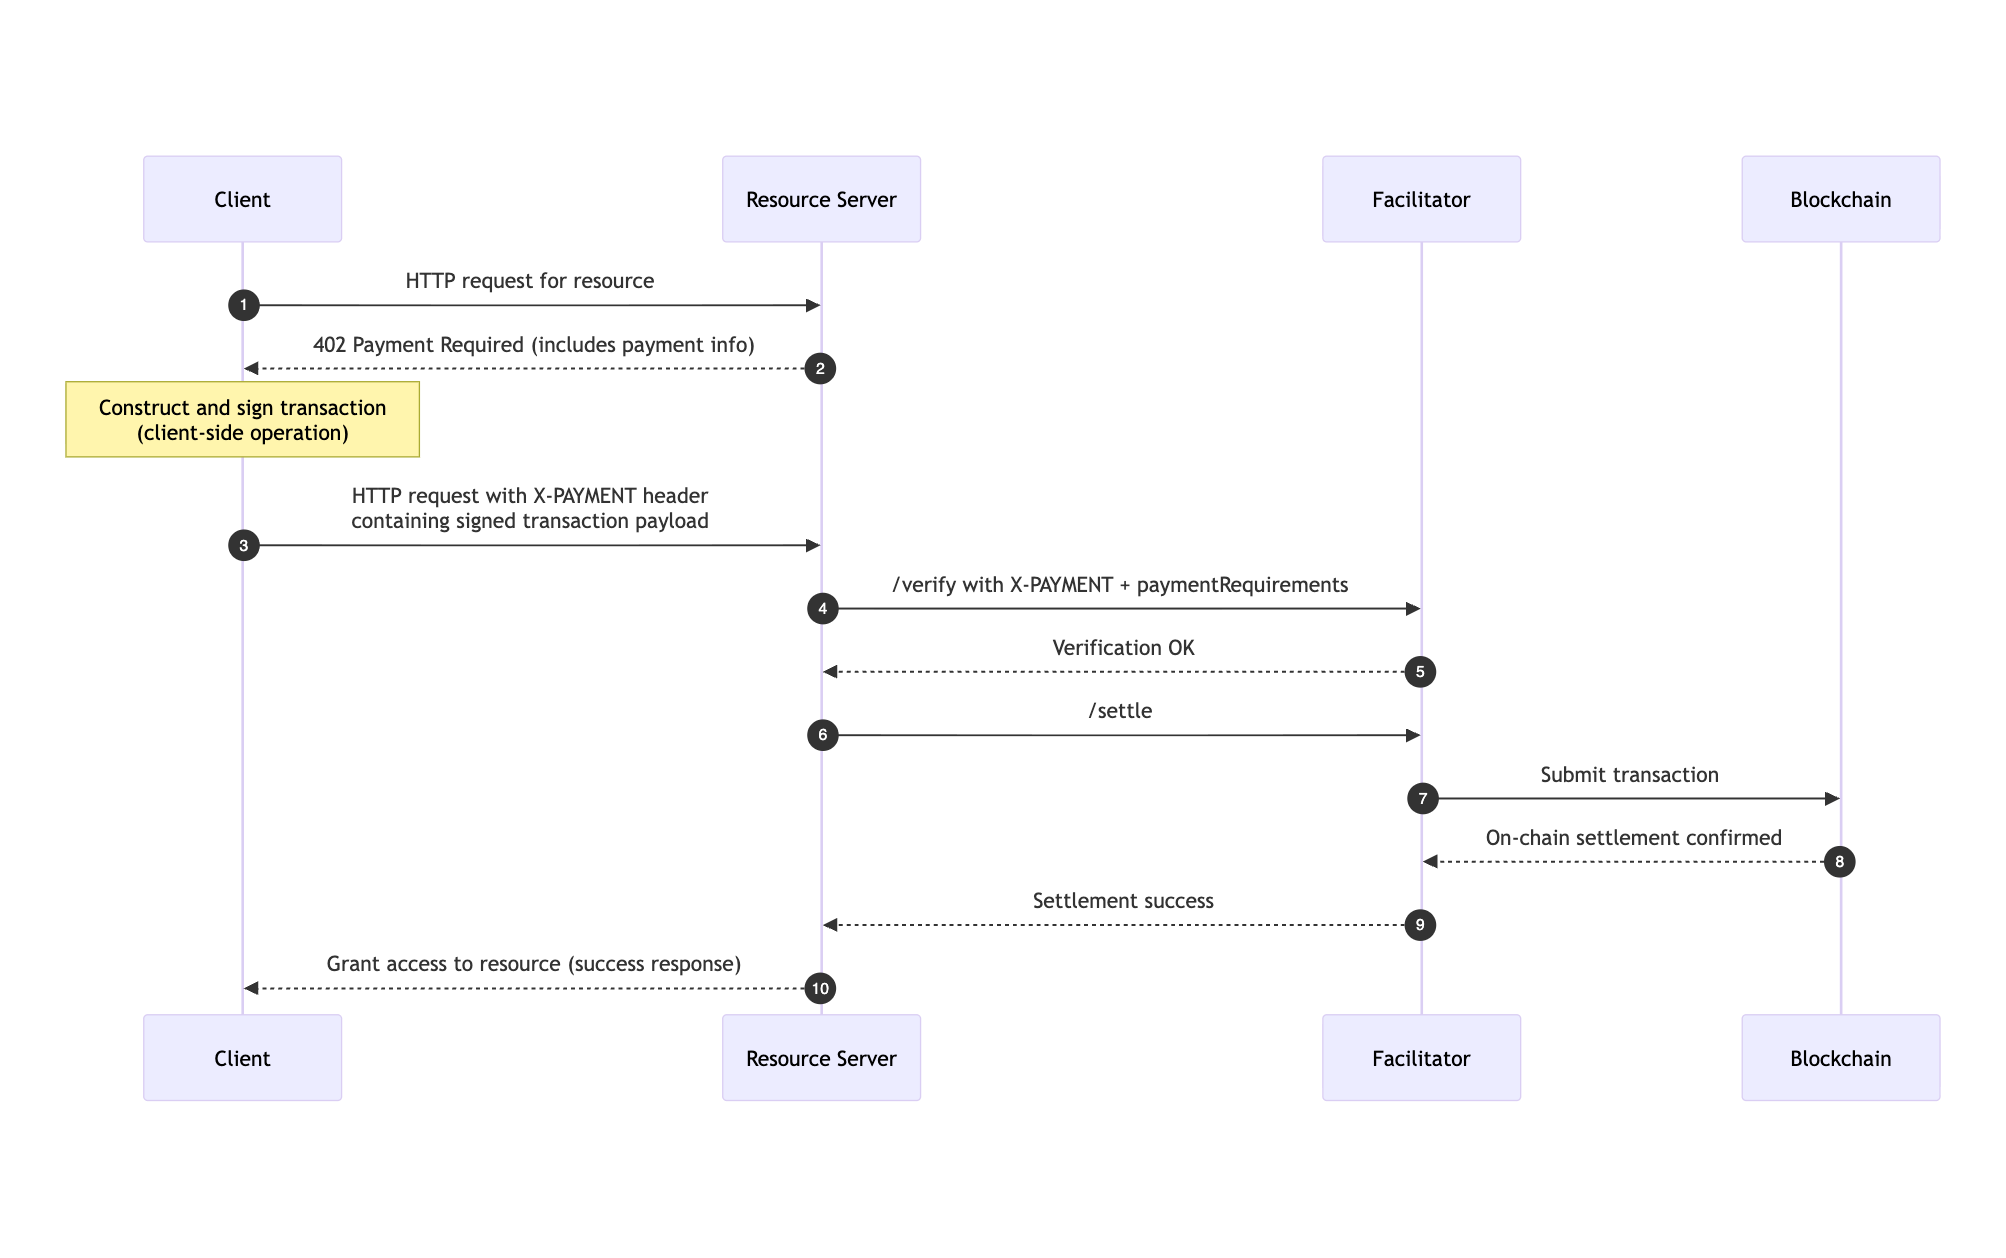 Client
Resource Server
Facilitator
Blockchain
HTTP request for resource
1
402 Payment Required (includes payment info)
2
Construct and sign transaction
(client-side operation)
HTTP request with X-PAYMENT header
containing signed transaction payload
3
/verify with X-PAYMENT + paymentRequirements
4
Verification OK
5
/settle
6
Submit transaction
7
On-chain settlement confirmed
8
Settlement success
9
Grant access to resource (success response)
10
Client
Resource Server
Facilitator
Blockchain